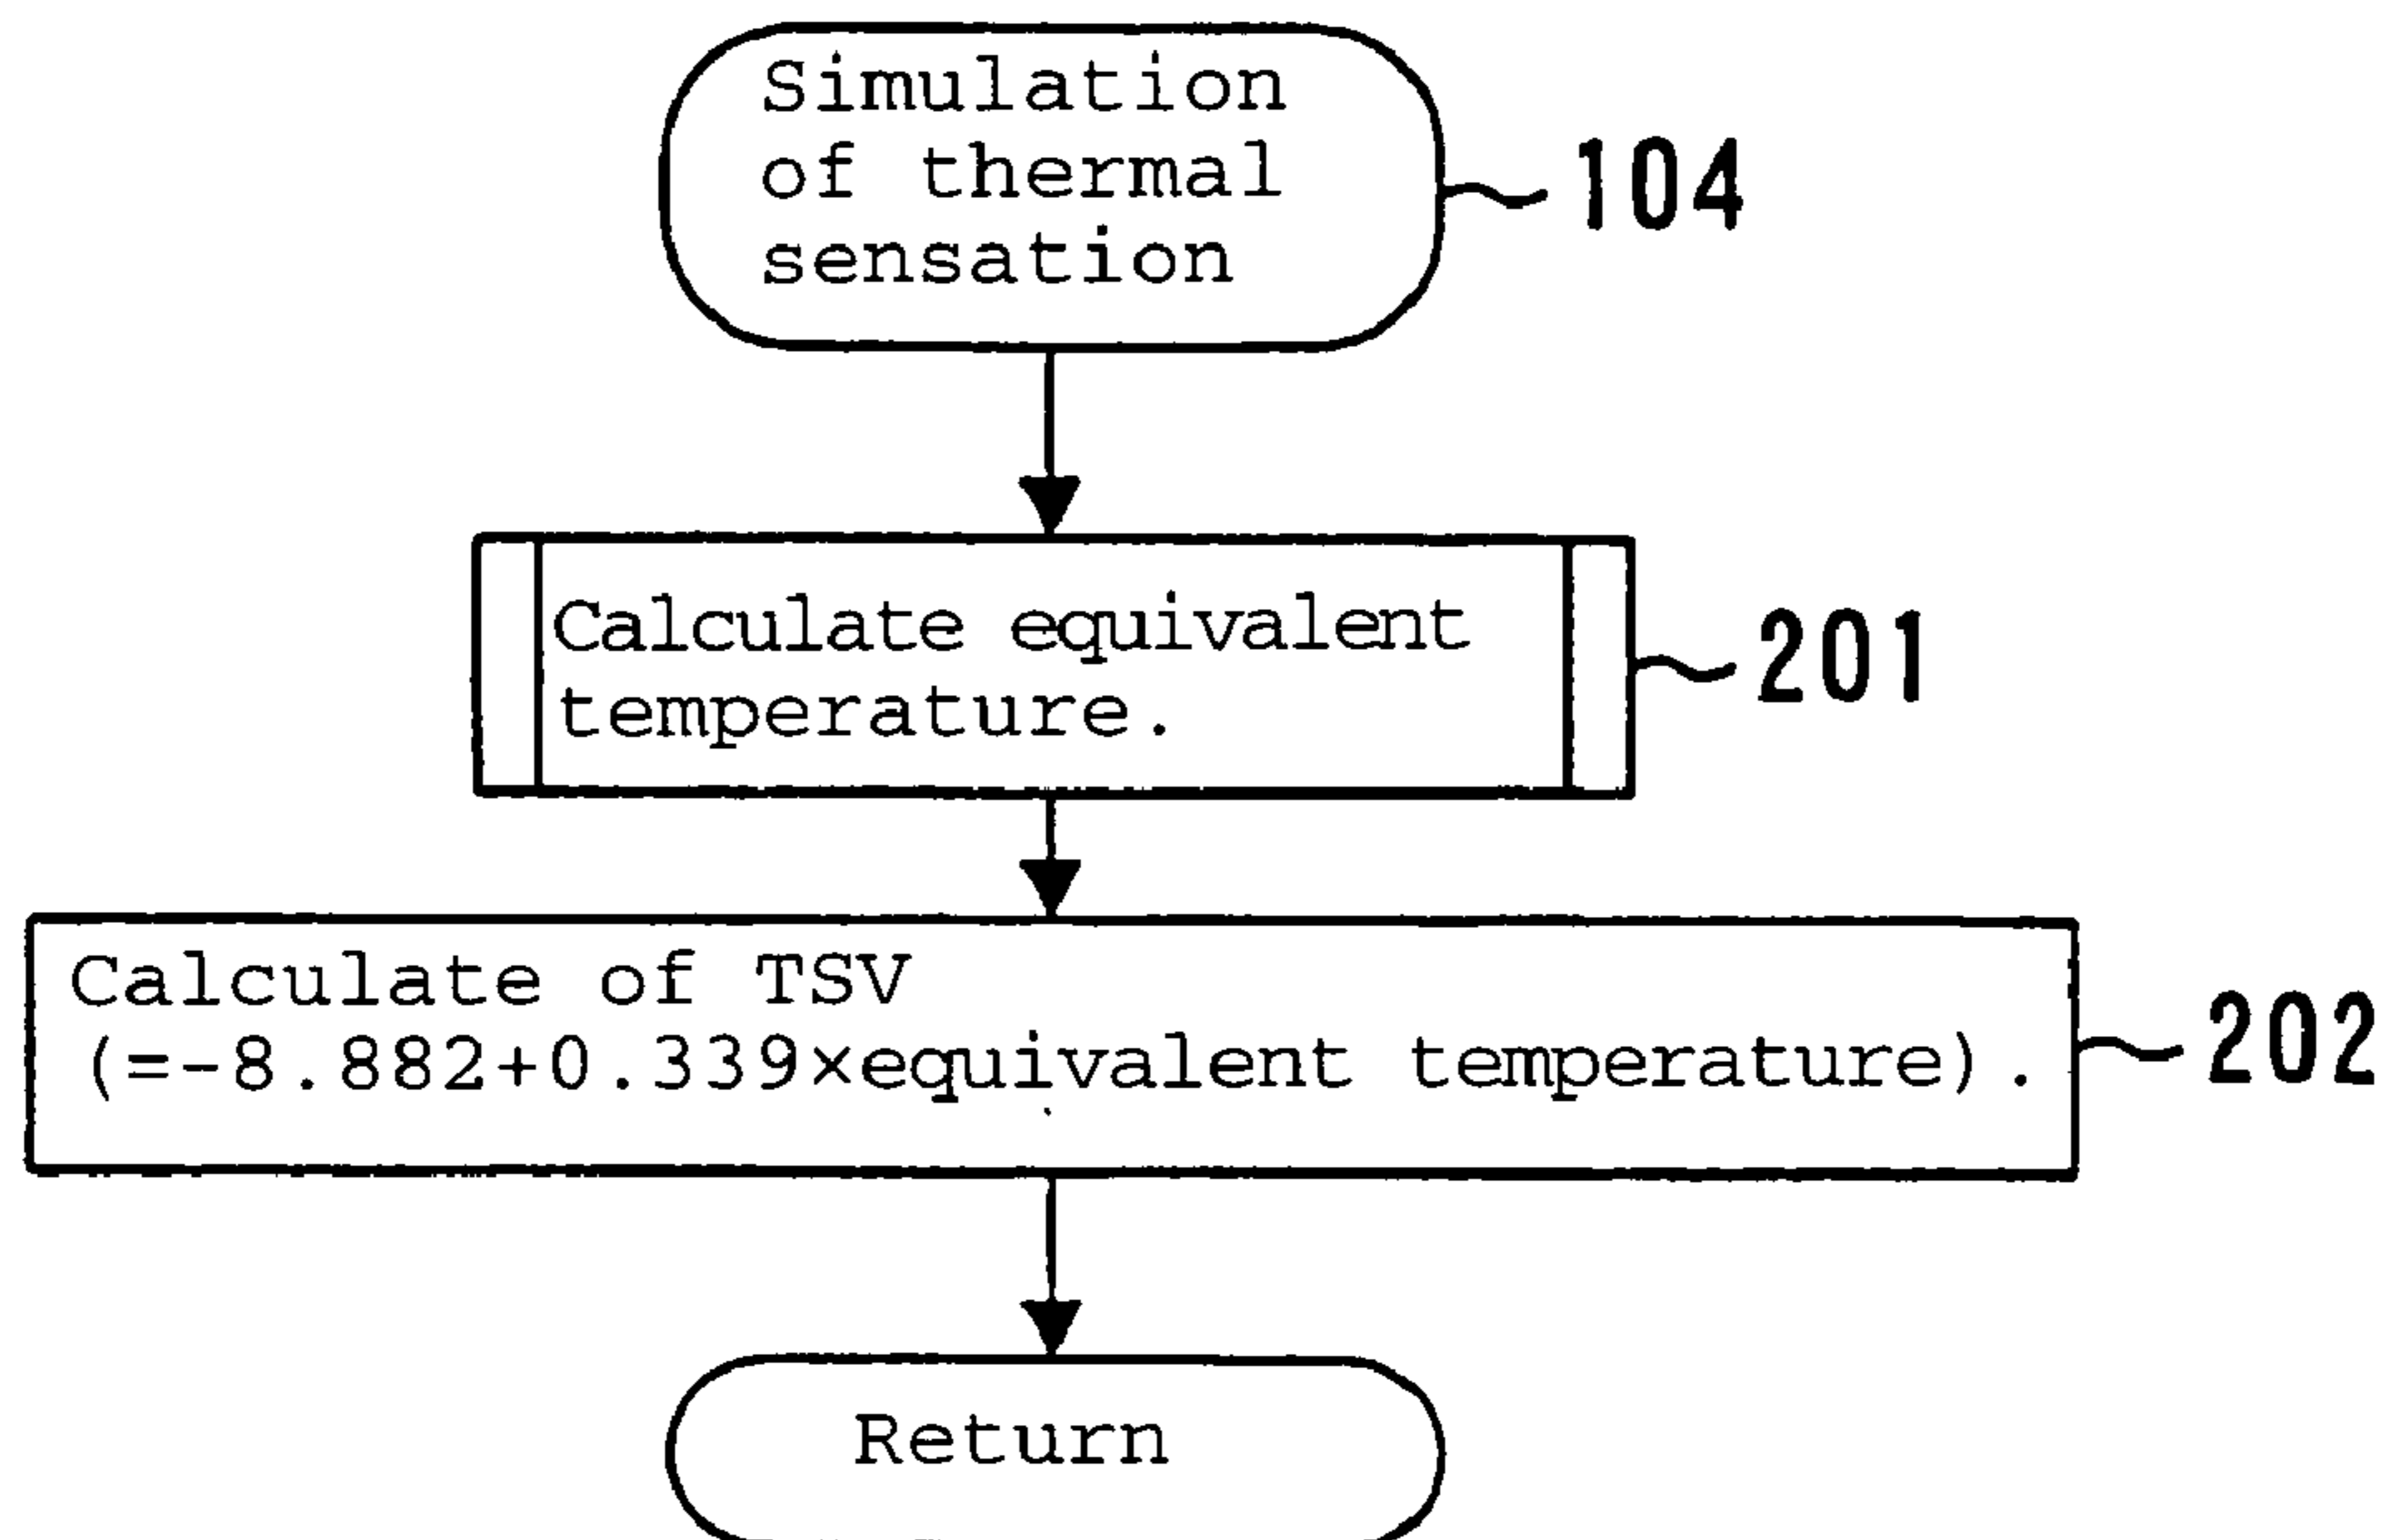 Simulation
of thermal
sensation
104
Calculate equivalent
temperature.
201
Calculate of TSV
(=-8.882+0.339×equivalent temperature).
202
Return